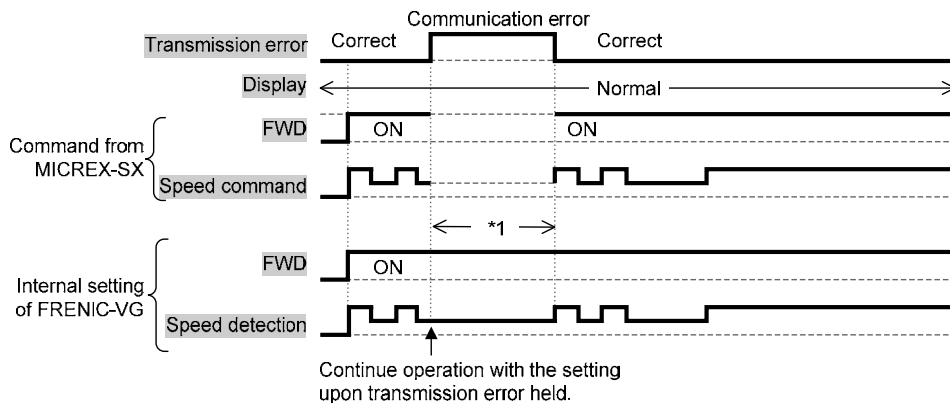 Communication error
Transmission error
Correct
Correct
Display
Normal
Command from
MICREX-SX
FWD
ON
ON
Speed command
*1
Internal setting
of FRENIC-VG
FWD
ON
Speed detection
Continue operation with the setting
upon transmission error held.